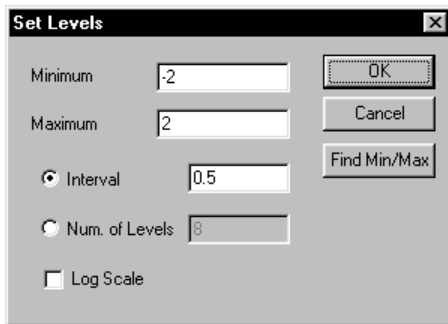 Set Levels
Minimum -2
OK
Maximum 2
Cancel
Find Min/Max
Interval 0.5
Num. of Levels 8
Log Scale